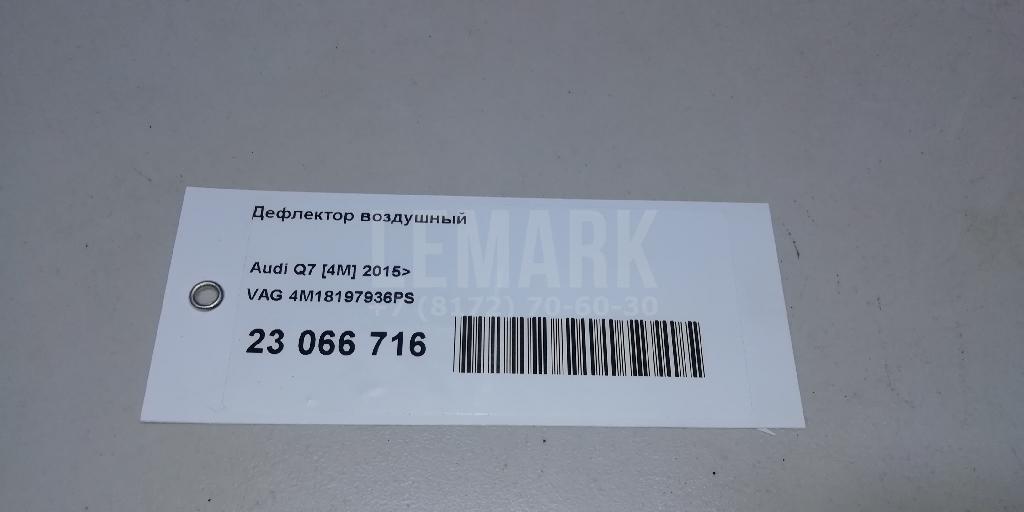 Дефлектор воздушный
LEMARK
Audi Q7 [4M] 2015>
VAG 4M18197936PS
+7 (8172) 70-60-30
23 066 716